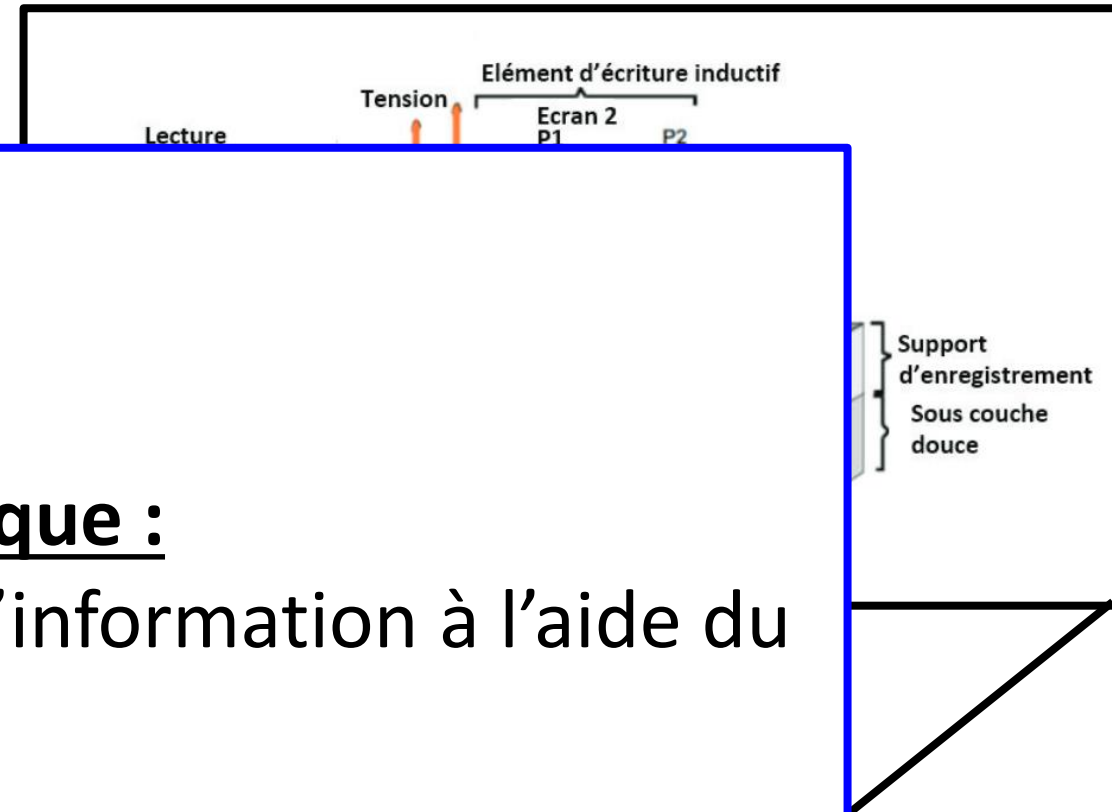 Elément d’écriture inductif
Tension
Ecran 2
Lecture
P1
P2
Support
d’enregistrement
Sous couche
douce
que :
’information à l’aide du